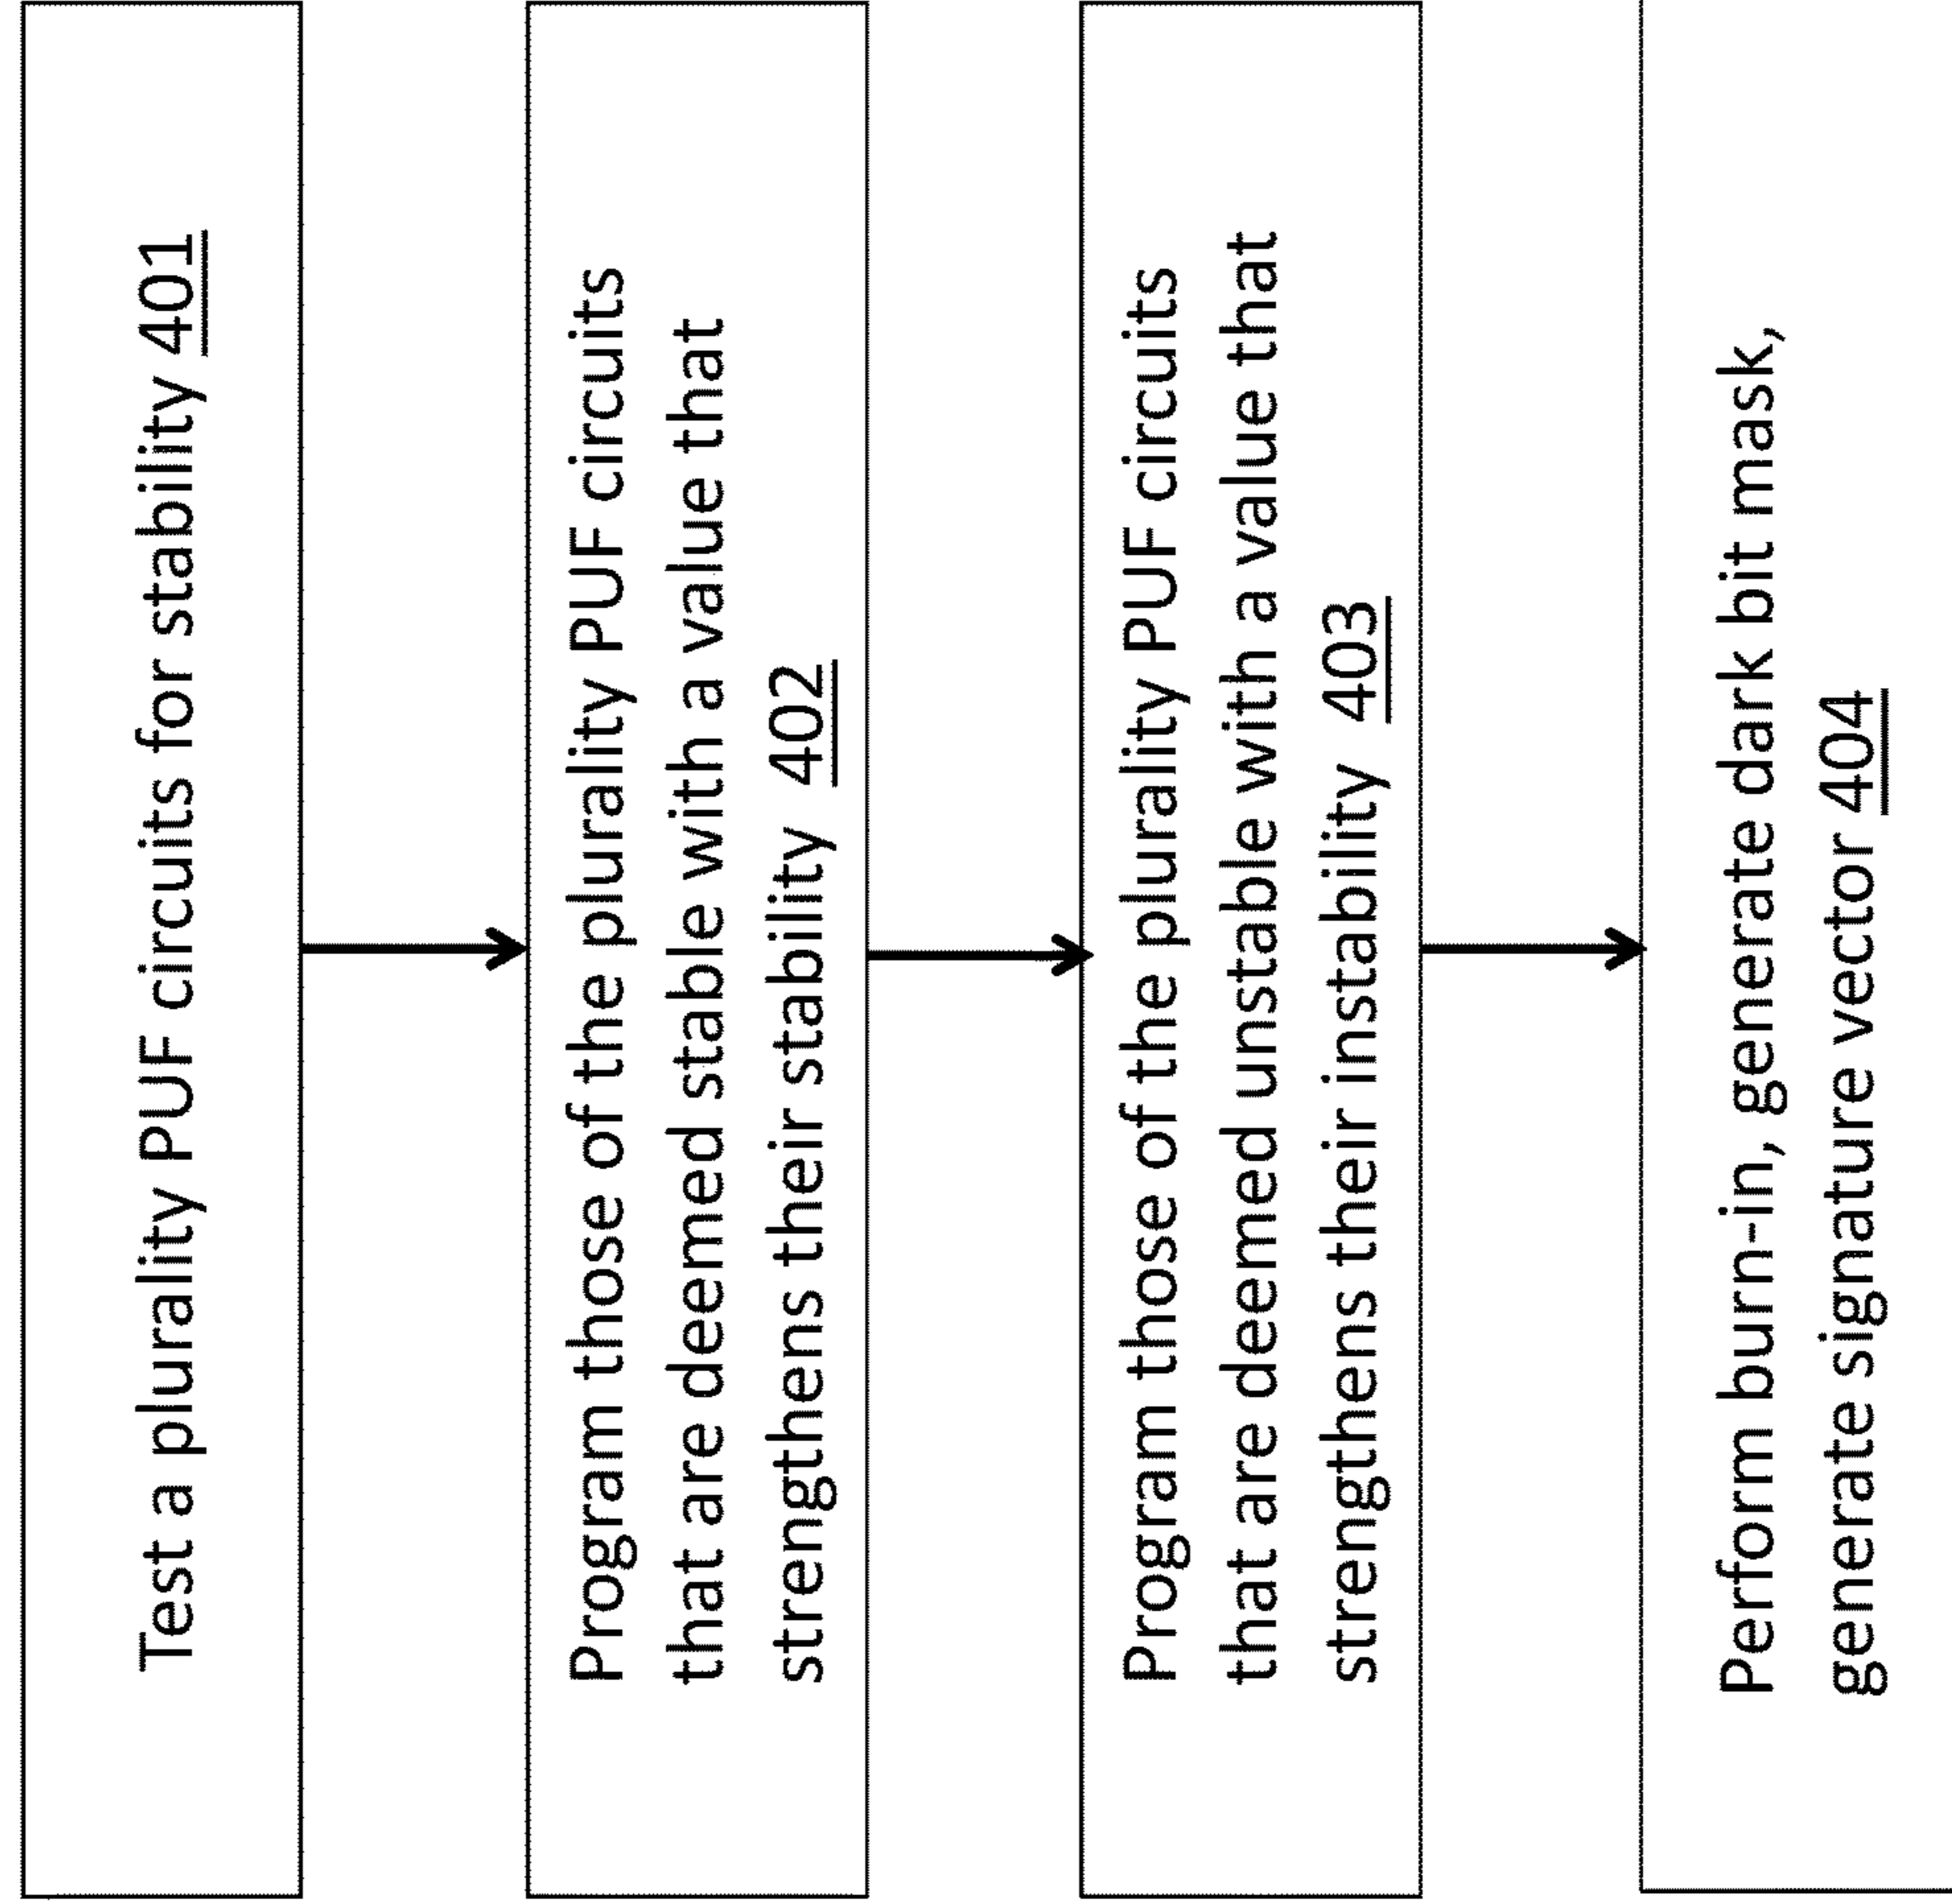 Test a plurality PUF circuits for stability 401
Program those of the plurality PUF circuits
that are deemed stable with a value that
strengthens their stability 402
Program those of the plurality PUF circuits
that are deemed unstable with a value that
strengthens their instability 403
Perform burn-in, generate dark bit mask,
generate signature vector 404